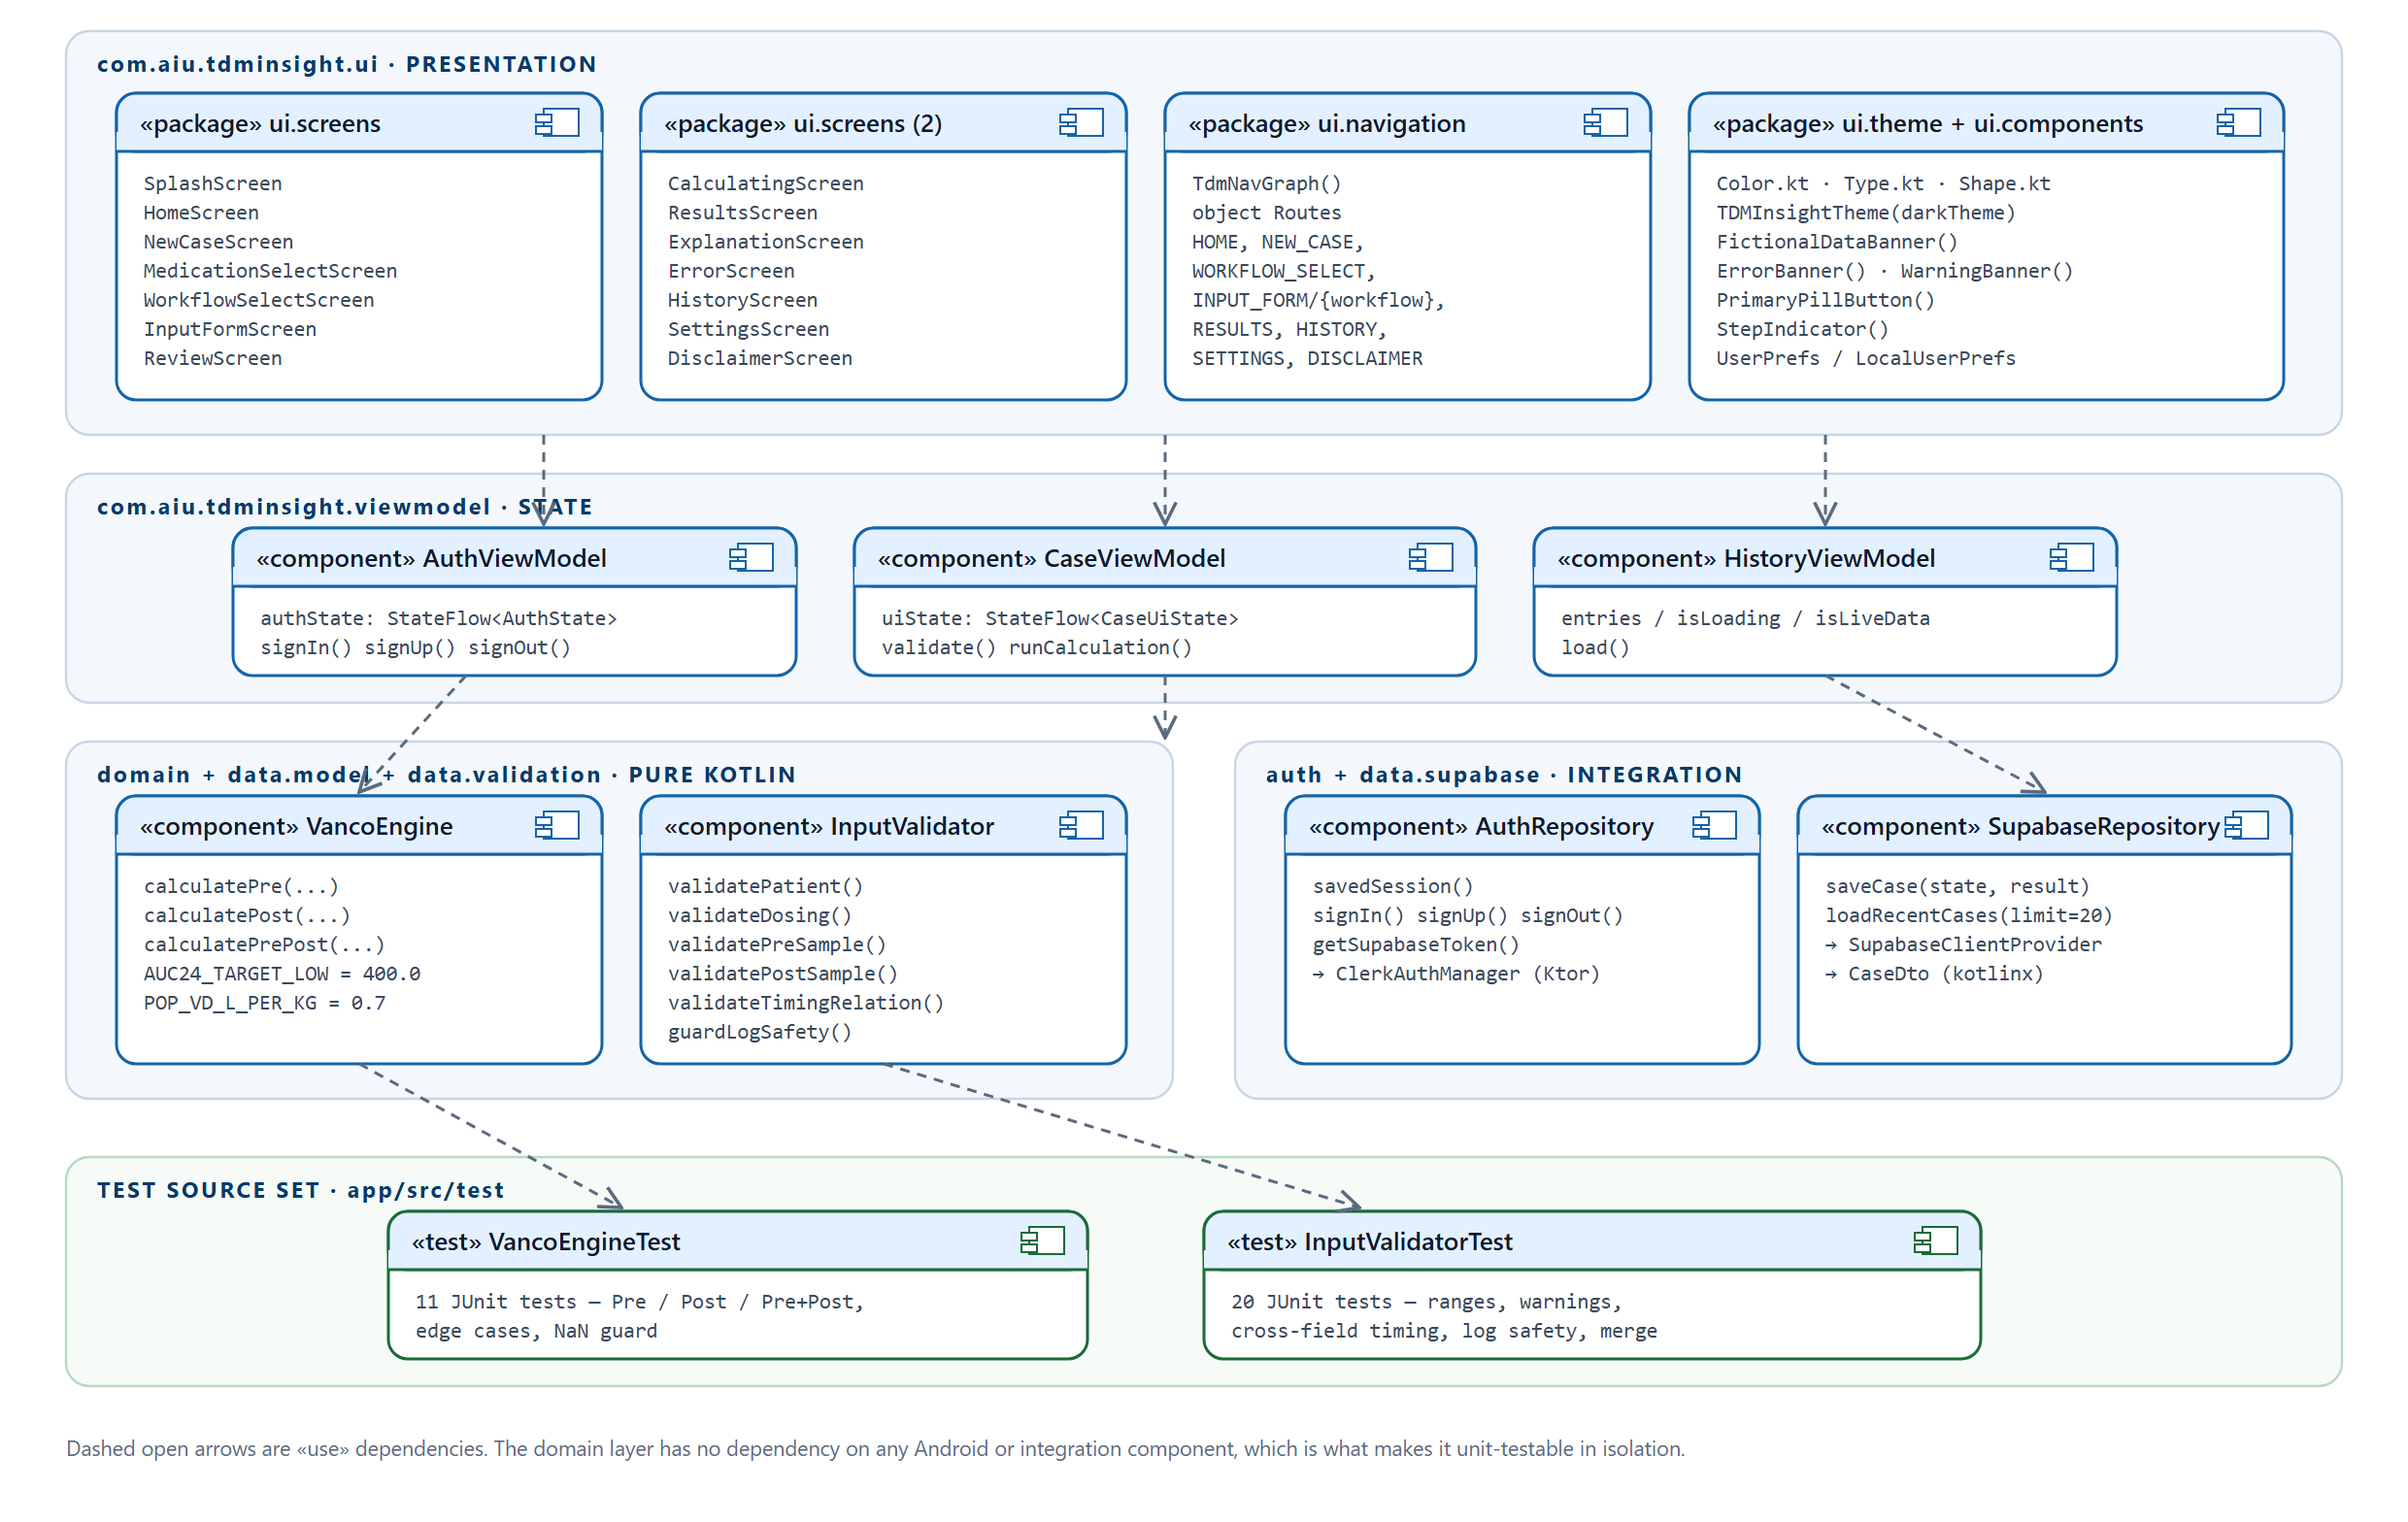 com.aiu.tdminsight.ui · PRESENTATION
«package» ui.screens
SplashScreen
HomeScreen
NewCaseScreen
MedicationSelectScreen
WorkflowSelectScreen
InputFormScreen
ReviewScreen
«package» ui.screens (2)
CalculatingScreen
ResultsScreen
ExplanationScreen
ErrorScreen
HistoryScreen
SettingsScreen
DisclaimerScreen
«package» ui.navigation
TdmNavGraph()
object Routes
HOME, NEW_CASE,
WORKFLOW_SELECT,
INPUT_FORM/{workflow},
RESULTS, HISTORY,
SETTINGS, DISCLAIMER
«package» ui.theme + ui.components
Color.kt · Type.kt · Shape.kt
TDMInsightTheme(darkTheme)
FictionalDataBanner()
ErrorBanner() · WarningBanner()
PrimaryPillButton()
StepIndicator()
UserPrefs / LocalUserPrefs
com.aiu.tdminsight.viewmodel · STATE
«component» AuthViewModel
authState: StateFlow<AuthState>
signIn() signUp() signOut()
«component» CaseViewModel
uiState: StateFlow<CaseUiState>
validate() runCalculation()
«component» HistoryViewModel
entries / isLoading / isLiveData
load()
domain + data.model + data.validation · PURE KOTLIN
«component» VancoEngine
calculatePre(...)
calculatePost(...)
calculatePrePost(...)
AUC24_TARGET_LOW = 400.0
POP_VD_L_PER_KG = 0.7
«component» InputValidator
validatePatient()
validateDosing()
validatePreSample()
validatePostSample()
validateTimingRelation()
guardLogSafety()
auth + data.supabase · INTEGRATION
«component» AuthRepository
savedSession()
signIn() signUp() signOut()
getSupabaseToken()
→ ClerkAuthManager (Ktor)
«component» SupabaseRepository
saveCase(state, result)
loadRecentCases(limit=20)
→ SupabaseClientProvider
→ CaseDto (kotlinx)
TEST SOURCE SET · app/src/test
«test» VancoEngineTest
11 JUnit tests — Pre / Post / Pre+Post,
edge cases, NaN guard
«test» InputValidatorTest
20 JUnit tests — ranges, warnings,
cross-field timing, log safety, merge
Dashed open arrows are «use» dependencies. The domain layer has no dependency on any Android or integration component, which is what makes it unit-testable in isolation.